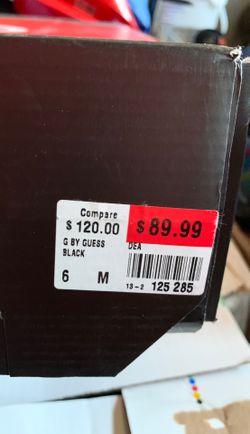 Compare
$ 120.00 $ 89.99
G BY GUESS DEA
BLACK
6 M
13-2 125 285